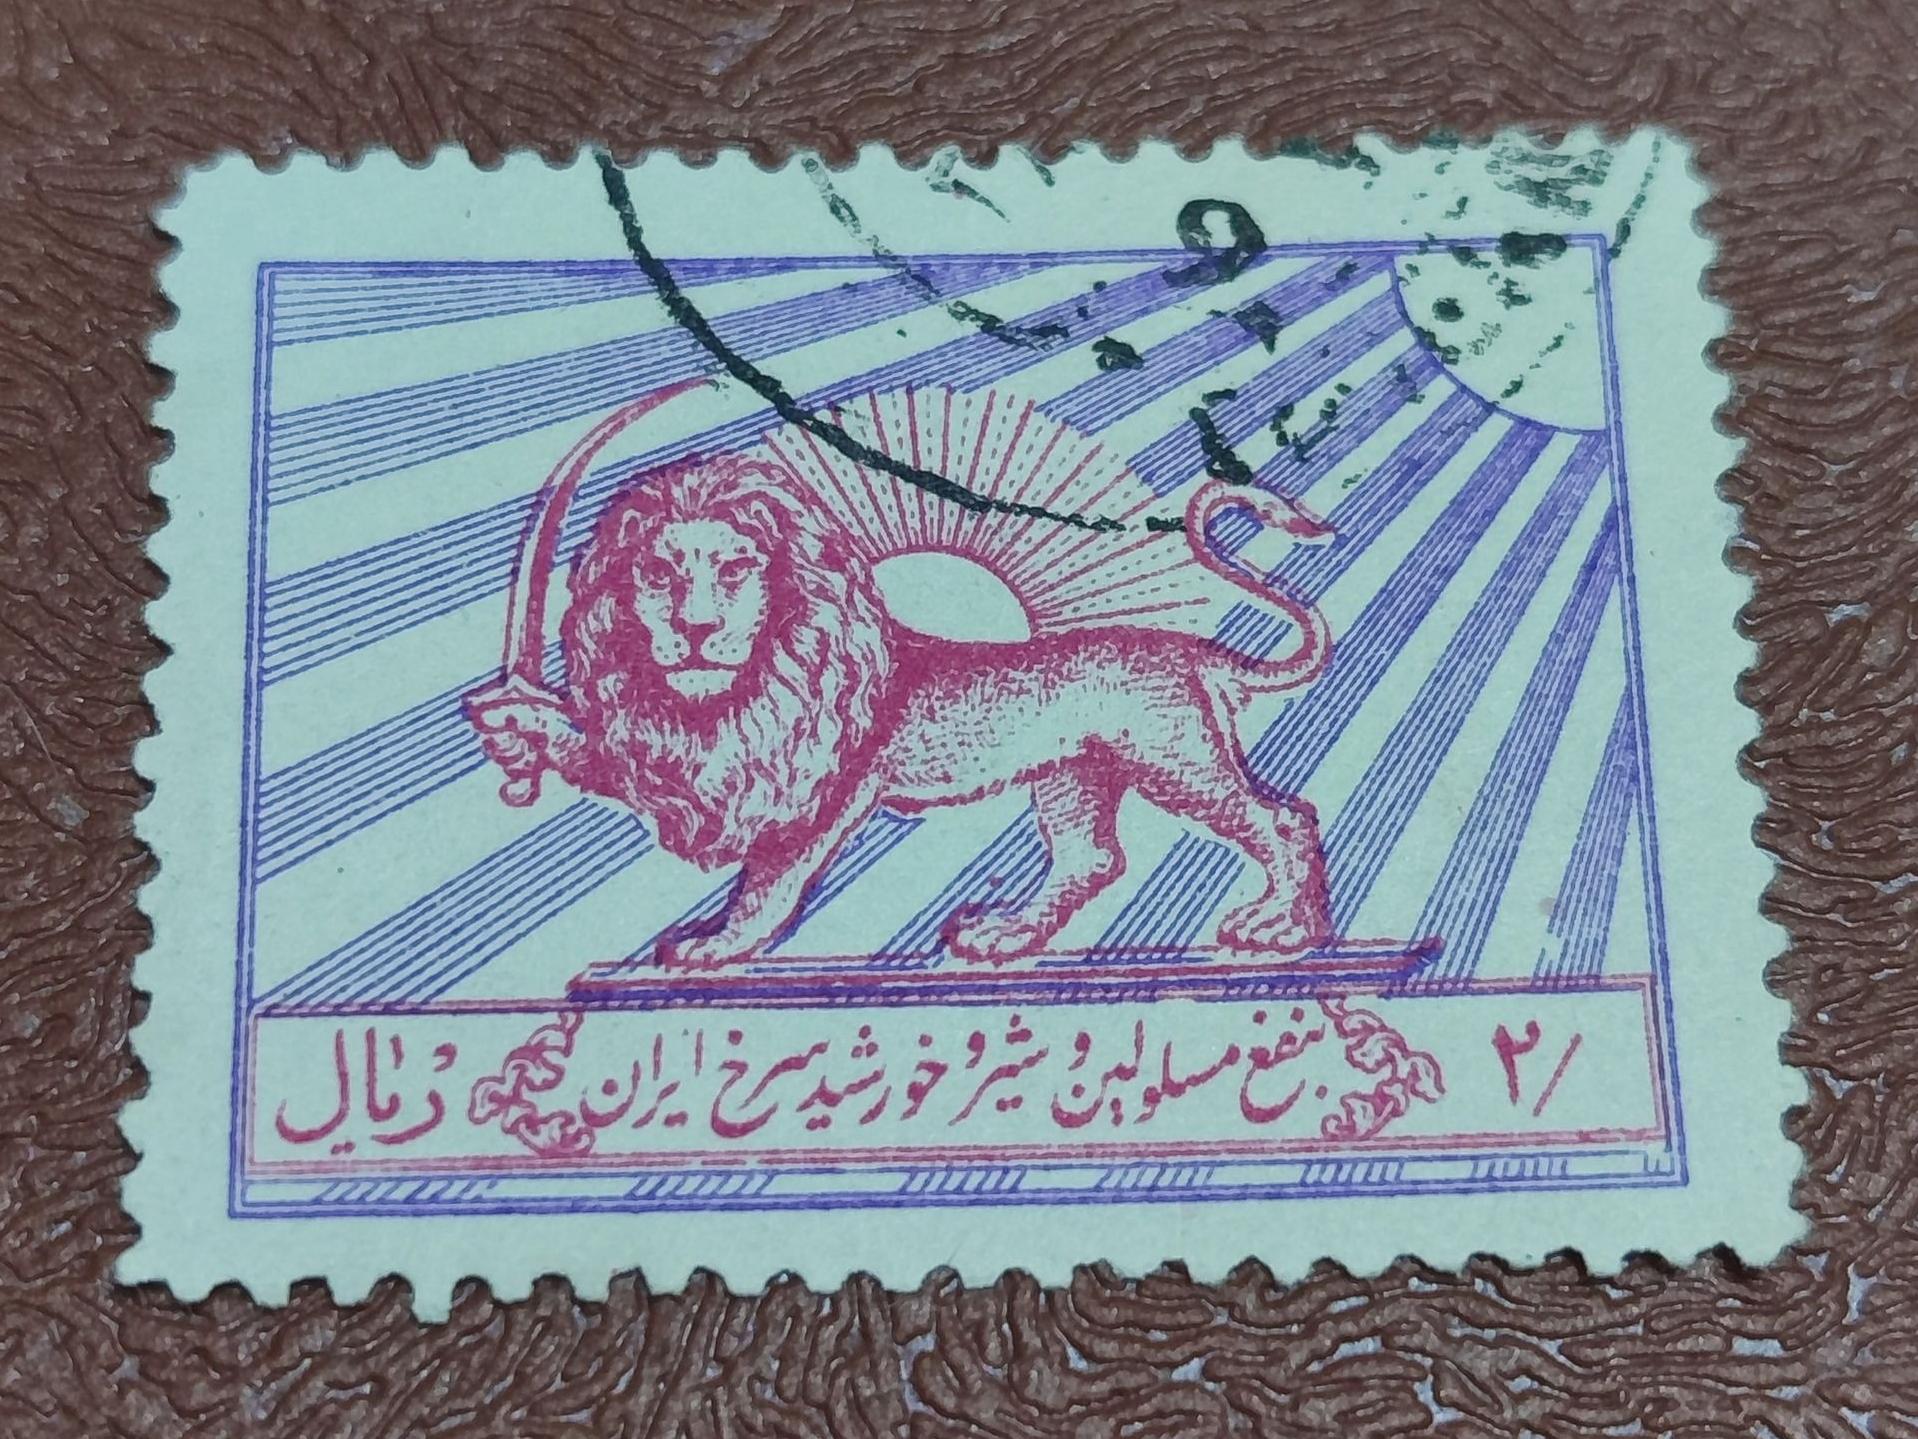 ۲/ بنفع مسلولین و شیر و خورشید سرخ ایران ریال